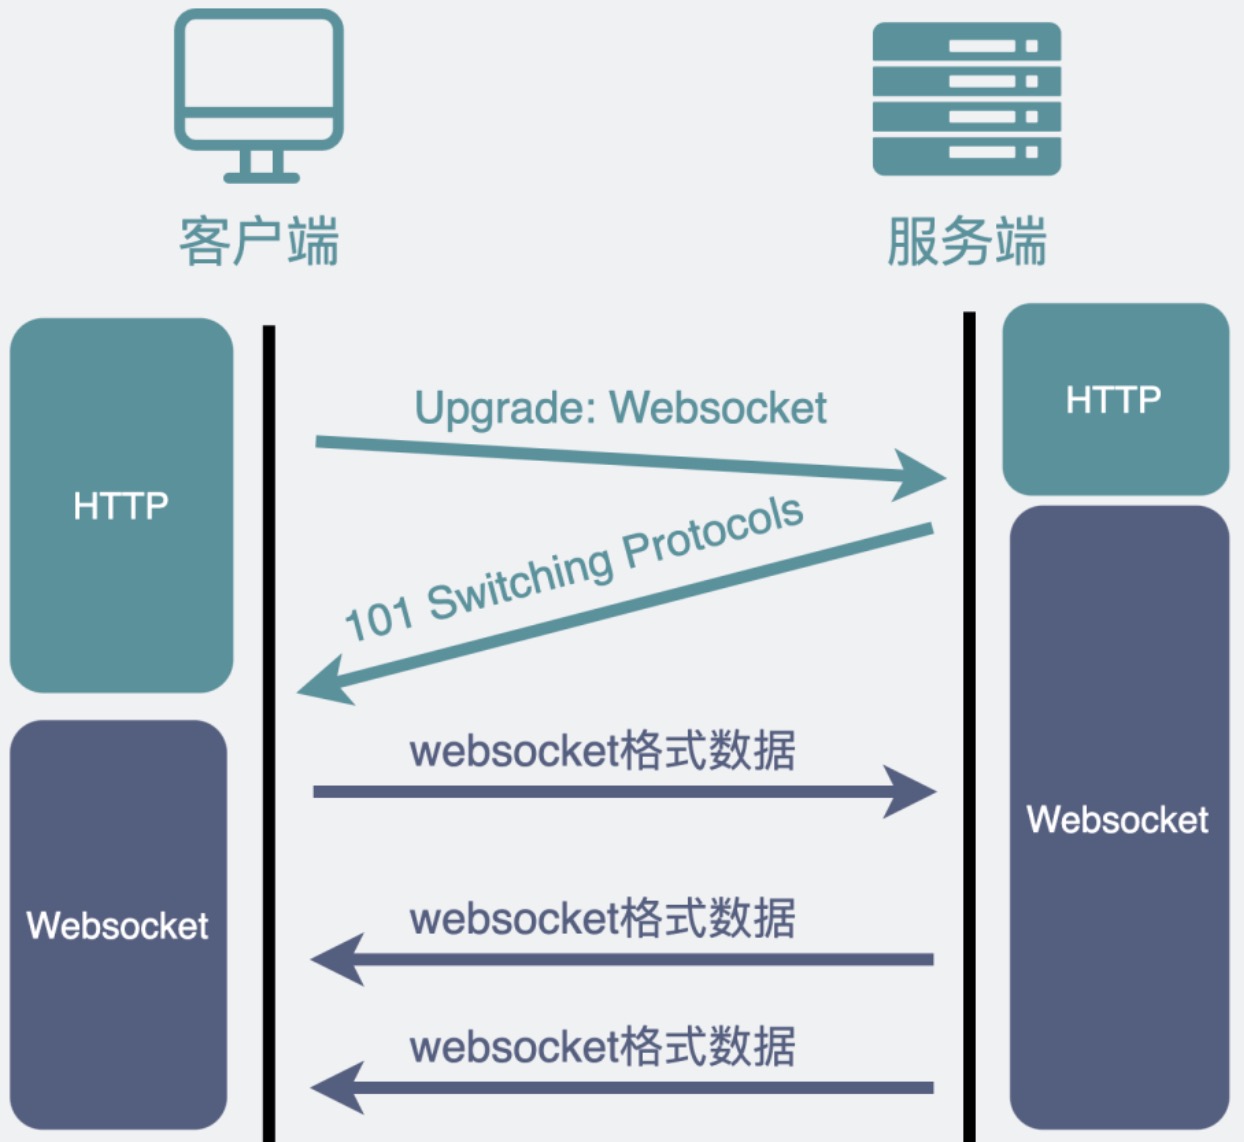 客户端
服务端
HTTP
HTTP
Upgrade: Websocket
101 Switching Protocols
websocket格式数据
Websocket
Websocket
websocket格式数据
websocket格式数据